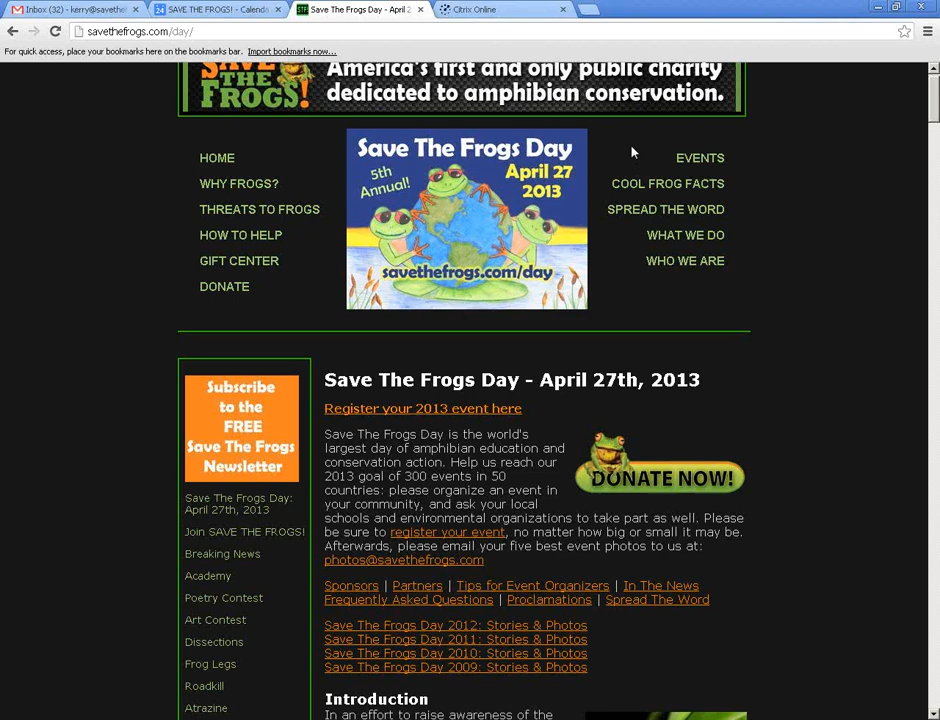 Inbox (32) - kerry@savethef
SAVE THE FROGS! - Calenda
Save The Frogs Day - April 2
Citrix Online
savethefrogs.com/day/
For quick access, place your bookmarks here on the bookmarks bar. Import bookmarks now...
SAVE
THE
FROGS!
America's first and only public charity
dedicated to amphibian conservation.
HOME
WHY FROGS?
THREATS TO FROGS
HOW TO HELP
GIFT CENTER
DONATE
Save The Frogs Day
5th
Annual!
April 27
2013
savethefrogs.com/day
EVENTS
COOL FROG FACTS
SPREAD THE WORD
WHAT WE DO
WHO WE ARE
Subscribe
to the
FREE
Save The Frogs
Newsletter
Save The Frogs Day:
April 27th, 2013
Join SAVE THE FROGS!
Breaking News
Academy
Poetry Contest
Art Contest
Dissections
Frog Legs
Roadkill
Atrazine
Save The Frogs Day - April 27th, 2013
Register your 2013 event here
Save The Frogs Day is the world's
largest day of amphibian education and
conservation action. Help us reach our
2013 goal of 300 events in 50
countries: please organize an event in
your community, and ask your local
schools and environmental organizations to take part as well. Please
be sure to register your event, no matter how big or small it may be.
Afterwards, please email your five best event photos to us at:
photos@savethefrogs.com
DONATE NOW!
Sponsors | Partners | Tips for Event Organizers | In The News
Frequently Asked Questions | Proclamations | Spread The Word
Save The Frogs Day 2012: Stories & Photos
Save The Frogs Day 2011: Stories & Photos
Save The Frogs Day 2010: Stories & Photos
Save The Frogs Day 2009: Stories & Photos
Introduction
In an effort to raise awareness of the